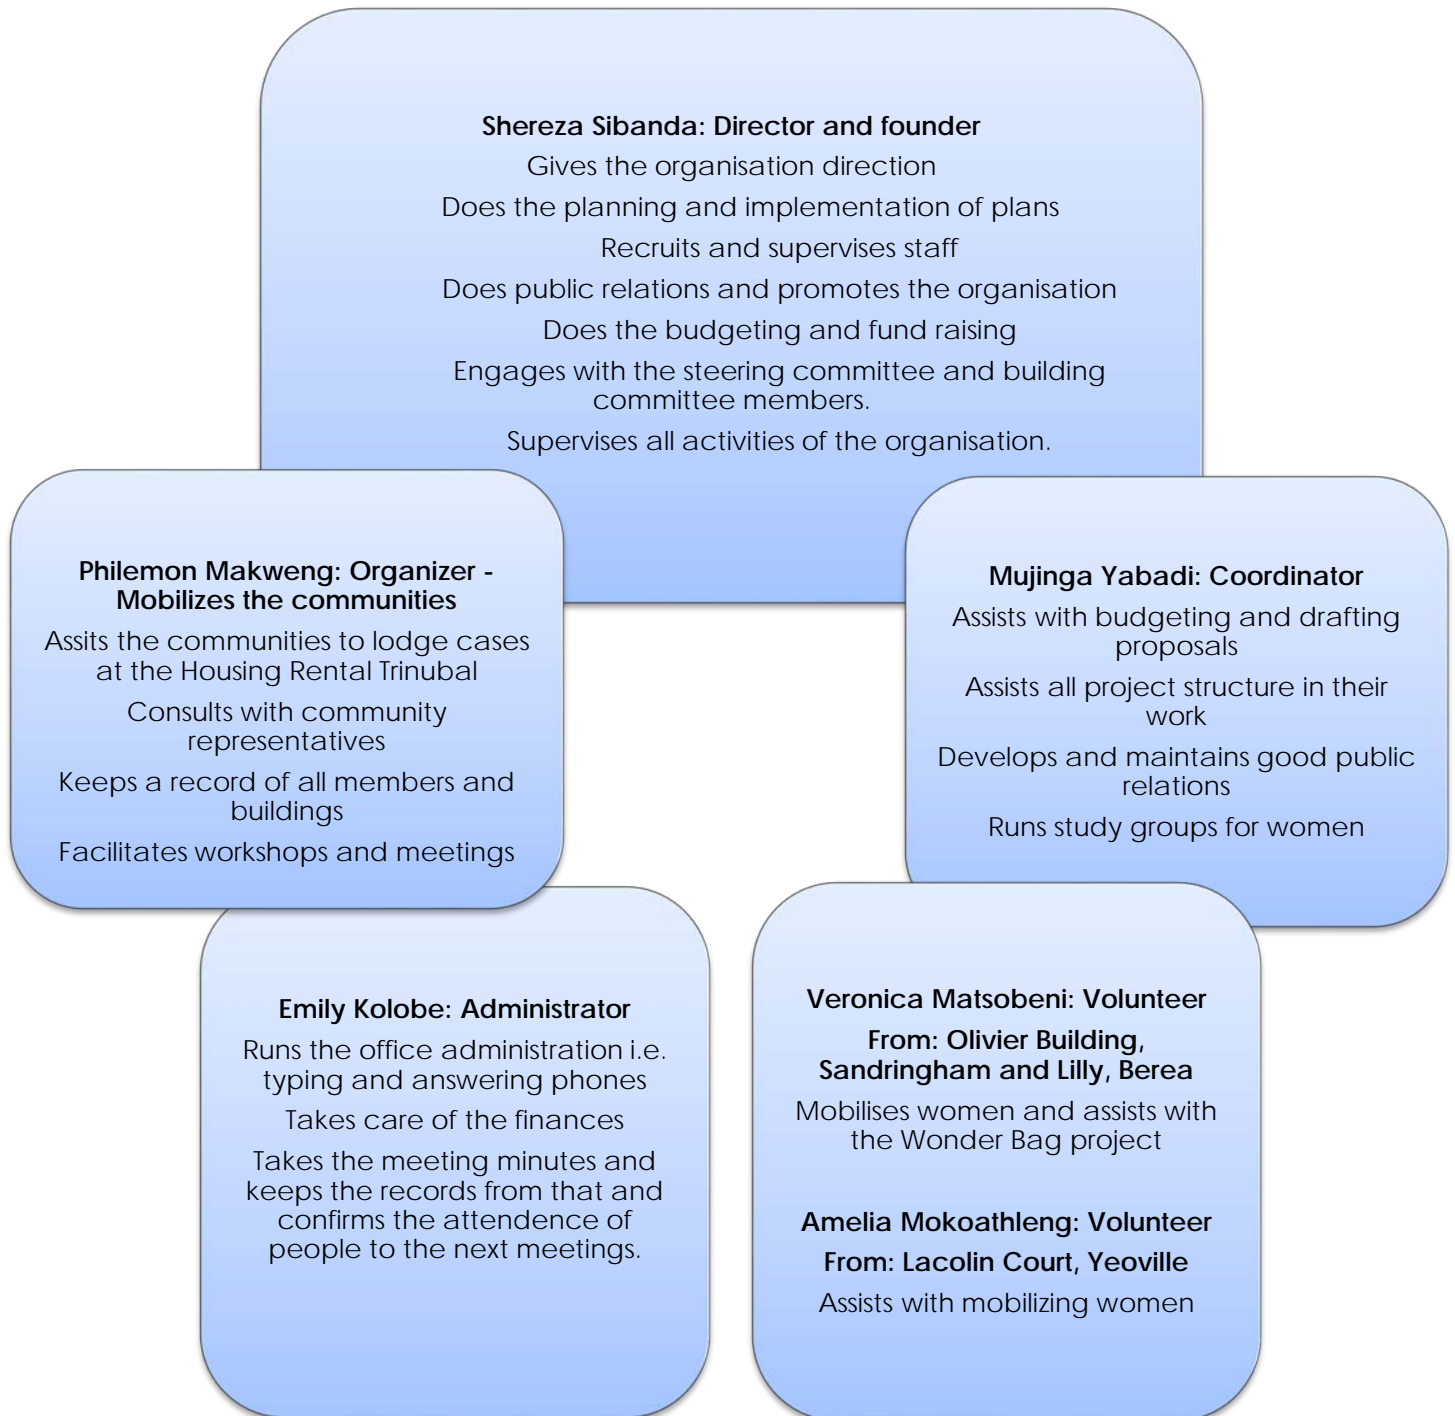 Shereza Sibanda: Director and founder
Gives the organisation direction
Does the planning and implementation of plans
Recruits and supervises staff
Does public relations and promotes the organisation
Does the budgeting and fund raising
Engages with the steering committee and building
committee members.
Supervises all activities of the organisation.
Philemon Makweng: Organizer -
Mobilizes the communities
Assits the communities to lodge cases
at the Housing Rental Trinubal
Consults with community
representatives
Keeps a record of all members and
buildings
Facilitates workshops and meetings
Mujinga Yabadi: Coordinator
Assists with budgeting and drafting
proposals
Assists all project structure in their
work
Develops and maintains good public
relations
Runs study groups for women
Emily Kolobe: Administrator
Runs the office administration i.e.
typing and answering phones
Takes care of the finances
Takes the meeting minutes and
keeps the records from that and
confirms the attendence of
people to the next meetings.
Veronica Matsobeni: Volunteer
From: Olivier Building,
Sandringham and Lilly, Berea
Mobilises women and assists with
the Wonder Bag project
Amelia Mokoathleng: Volunteer
From: Lacolin Court, Yeoville
Assists with mobilizing women